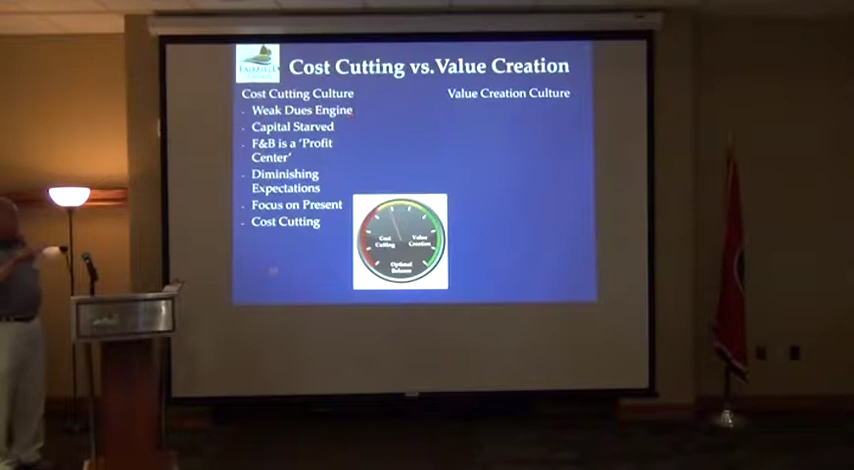 FAIRFIELD
Cost Cutting vs. Value Creation
Cost Cutting Culture
- Weak Dues Engine
- Capital Starved
- F&B is a 'Profit
Center'
- Diminishing
Expectations
- Focus on Present
- Cost Cutting
Value Creation Culture
Cost
Cutting
Value
Creation
Optimal
Balance